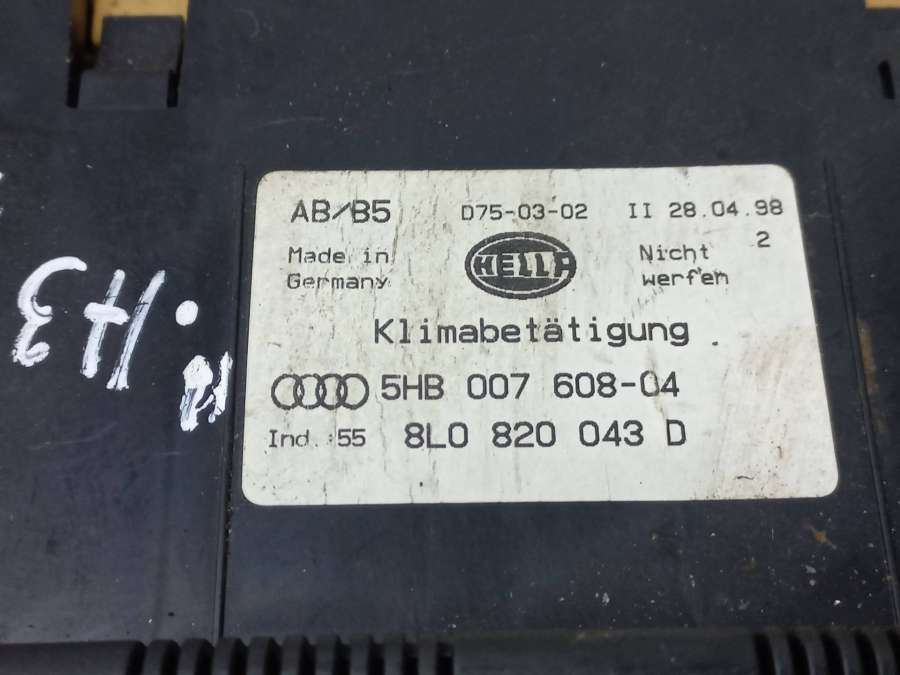 AB/B5 D75-03-02 II 28.04.98
Made in HELLA Nicht 2
Germany werfen
Klimabetätigung
5HB 007 608-04
Ind.:55 8L0 820 043 D